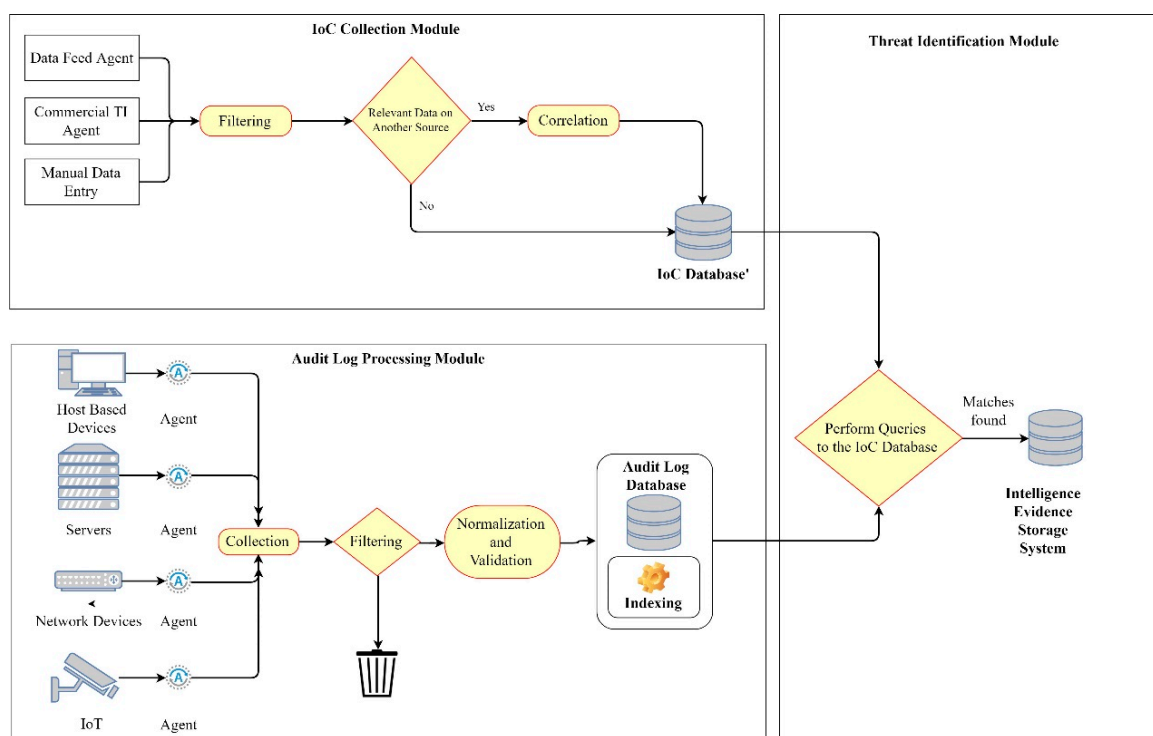 IoC Collection Module
Data Feed Agent
Commercial TI
Agent
Manual Data
Entry
Filtering
Relevant Data on
Another Source
Yes
No
Correlation
IoC Database'
Threat Identification Module
Perform Queries
to the IoC Database
Matches
found
Intelligence
Evidence
Storage
System
Audit Log Processing Module
Host Based
Devices
A
Agent
Servers
A
Agent
Network Devices
A
Agent
IoT
A
Agent
Collection
Filtering
Normalization
and
Validation
Audit Log
Database
Indexing